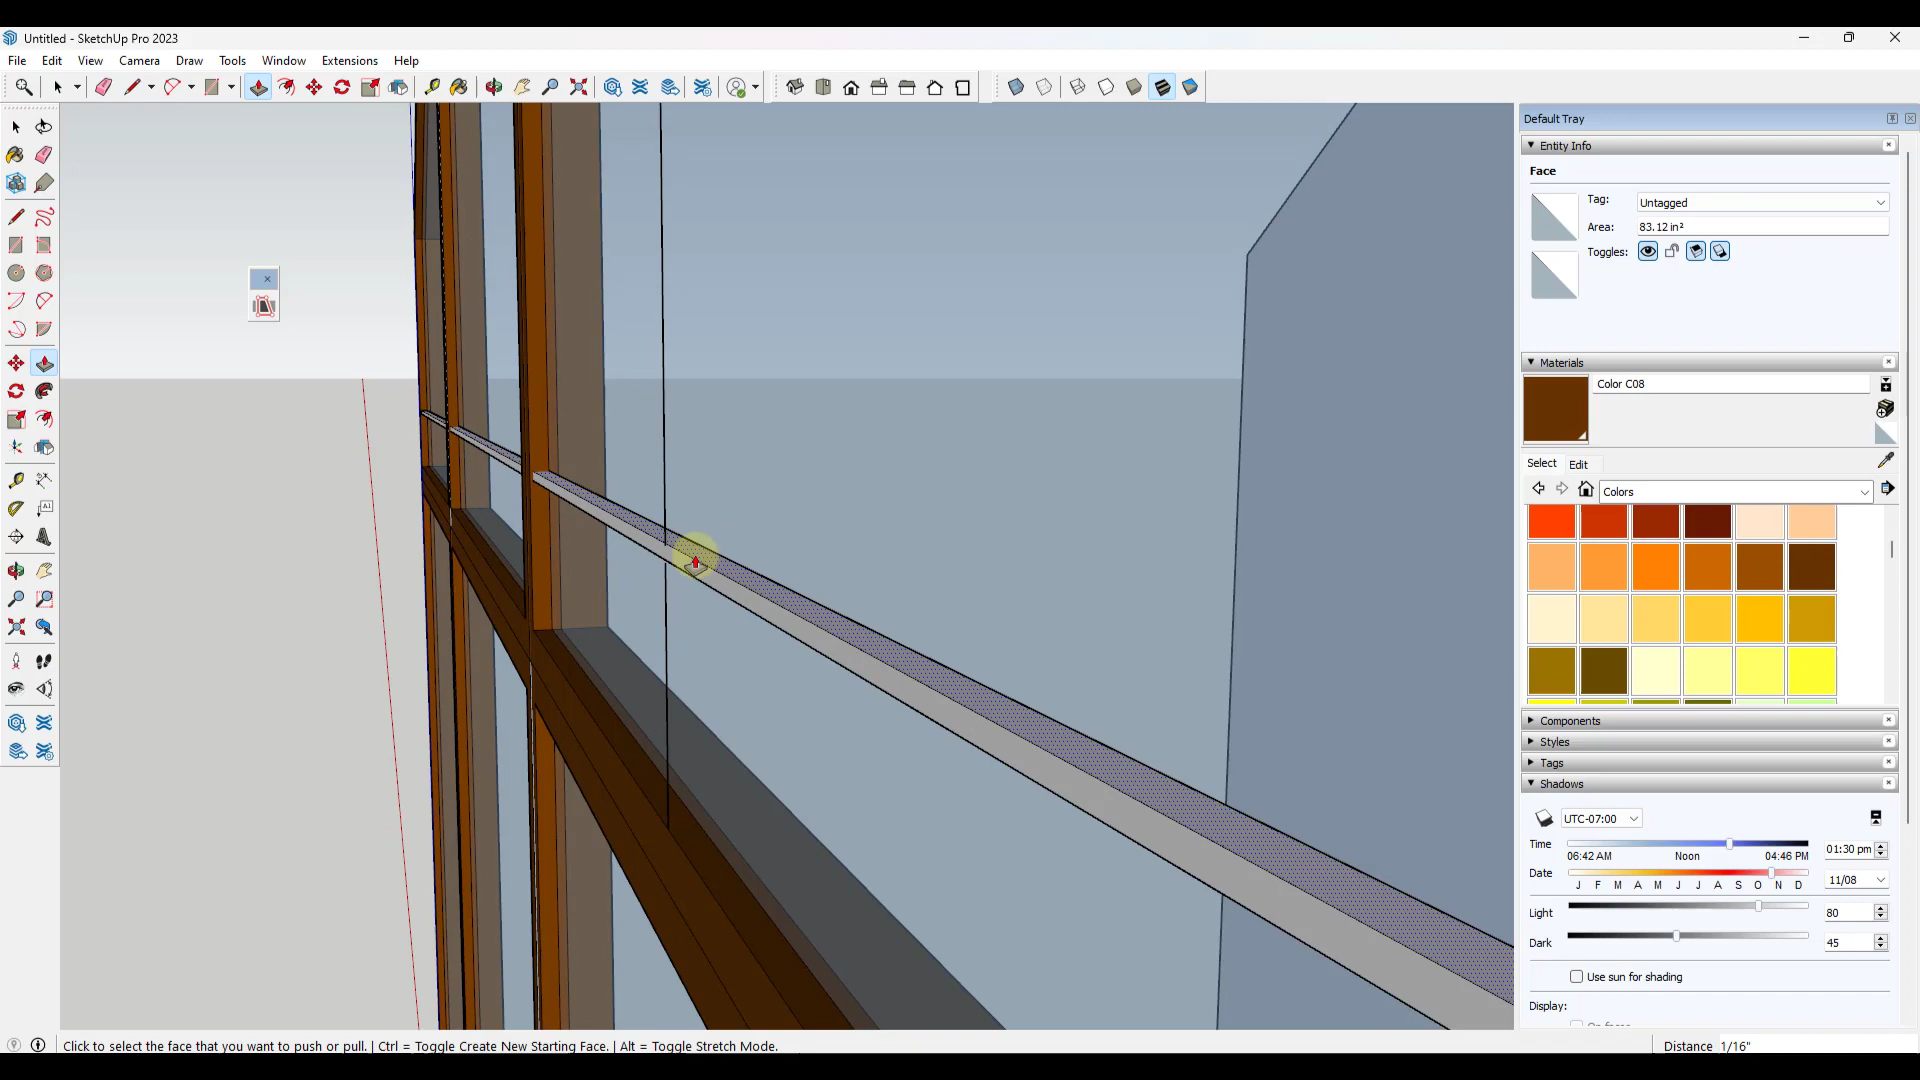 Untitled - SketchUp Pro 2023
File Edit View Camera Draw Tools Window Extensions Help
Default Tray
Entity Info
Face
Tag: Untagged
Area: 83.12 in²
Toggles:
Materials
Color C08
Select Edit
Colors
Components
Styles
Tags
Shadows
UTC-07:00
Time 06:42 AM Noon 04:46 PM 01:30 pm
Date J F M A M J J A S O N D 11/08
Light 80
Dark 45
Use sun for shading
Display:
Click to select the face that you want to push or pull. | Ctrl = Toggle Create New Starting Face. | Alt = Toggle Stretch Mode.
Distance 1/16"